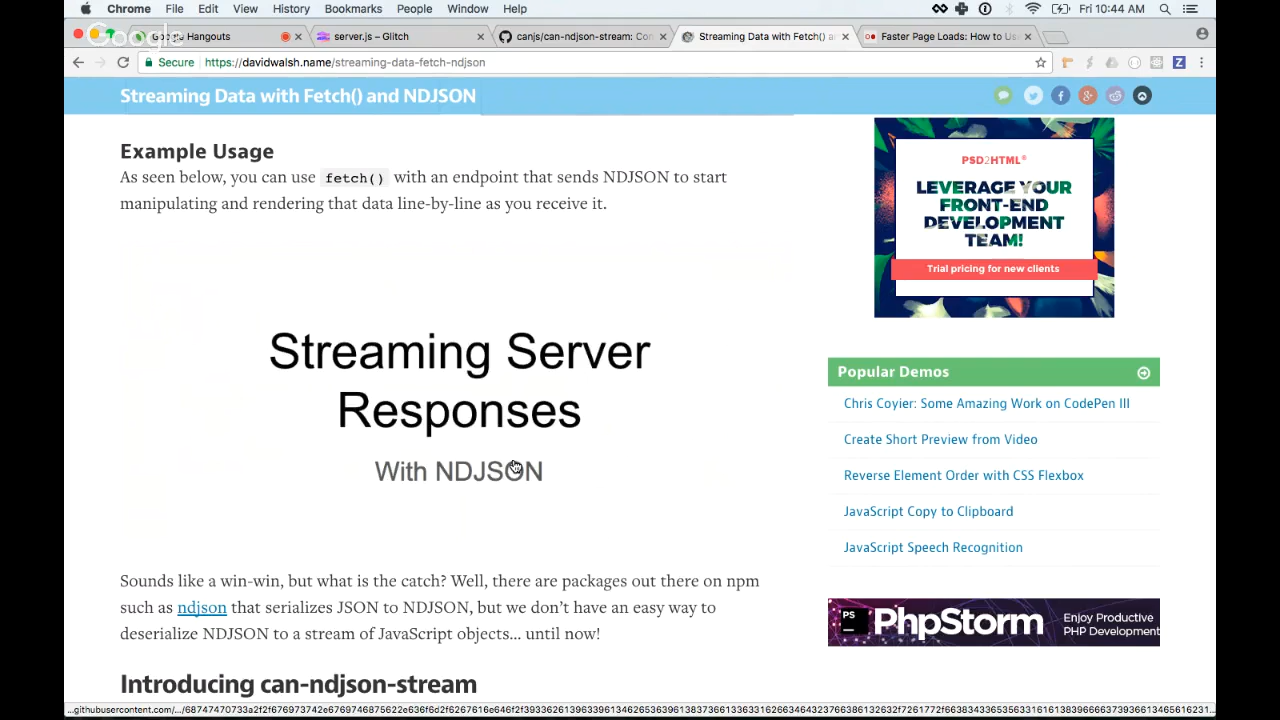 Chrome File Edit View History Bookmarks People Window Help Fri 10:44 AM
Google Hangouts server.js – Glitch canjs/can-ndjson-stream: Con Streaming Data with Fetch() an Faster Page Loads: How to Use
Secure https://davidwalsh.name/streaming-data-fetch-ndjson
Streaming Data with Fetch() and NDJSON
Example Usage
As seen below, you can use fetch() with an endpoint that sends NDJSON to start
manipulating and rendering that data line-by-line as you receive it.
Streaming Server
Responses
With NDJSON
Sounds like a win-win, but what is the catch? Well, there are packages out there on npm
such as ndjson that serializes JSON to NDJSON, but we don’t have an easy way to
deserialize NDJSON to a stream of JavaScript objects… until now!
Introducing can-ndjson-stream
PSD2HTML®
LEVERAGE YOUR
FRONT-END
DEVELOPMENT
TEAM!
Trial pricing for new clients
Popular Demos
Chris Coyier: Some Amazing Work on CodePen III
Create Short Preview from Video
Reverse Element Order with CSS Flexbox
JavaScript Copy to Clipboard
JavaScript Speech Recognition
PS PhpStorm
Enjoy Productive
PHP Development